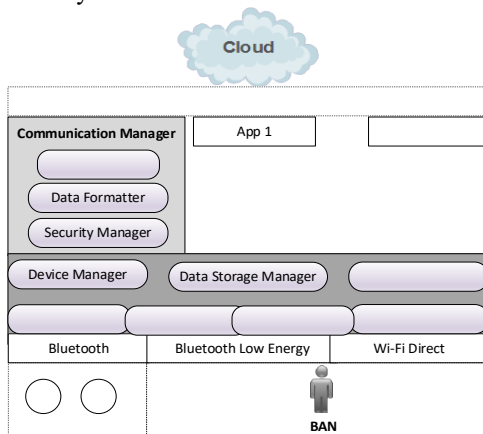 Cloud
Communication Manager
App 1
Data Formatter
Security Manager
Device Manager
Data Storage Manager
Bluetooth
Bluetooth Low Energy
Wi-Fi Direct
BAN